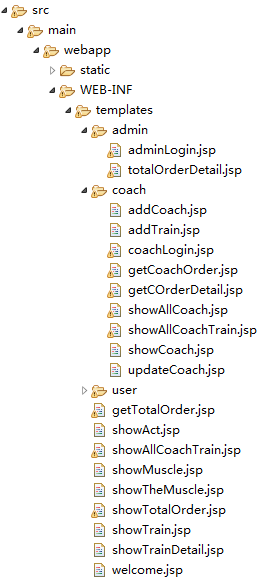 src
main
webapp
static
WEB-INF
templates
admin
adminLogin.jsp
totalOrderDetail.jsp
coach
addCoach.jsp
addTrain.jsp
coachLogin.jsp
getCoachOrder.jsp
getCOrderDetail.jsp
showAllCoach.jsp
showAllCoachTrain.jsp
showCoach.jsp
updateCoach.jsp
user
getTotalOrder.jsp
showAct.jsp
showAllCoachTrain.jsp
showMuscle.jsp
showTheMuscle.jsp
showTotalOrder.jsp
showTrain.jsp
showTrainDetail.jsp
welcome.jsp